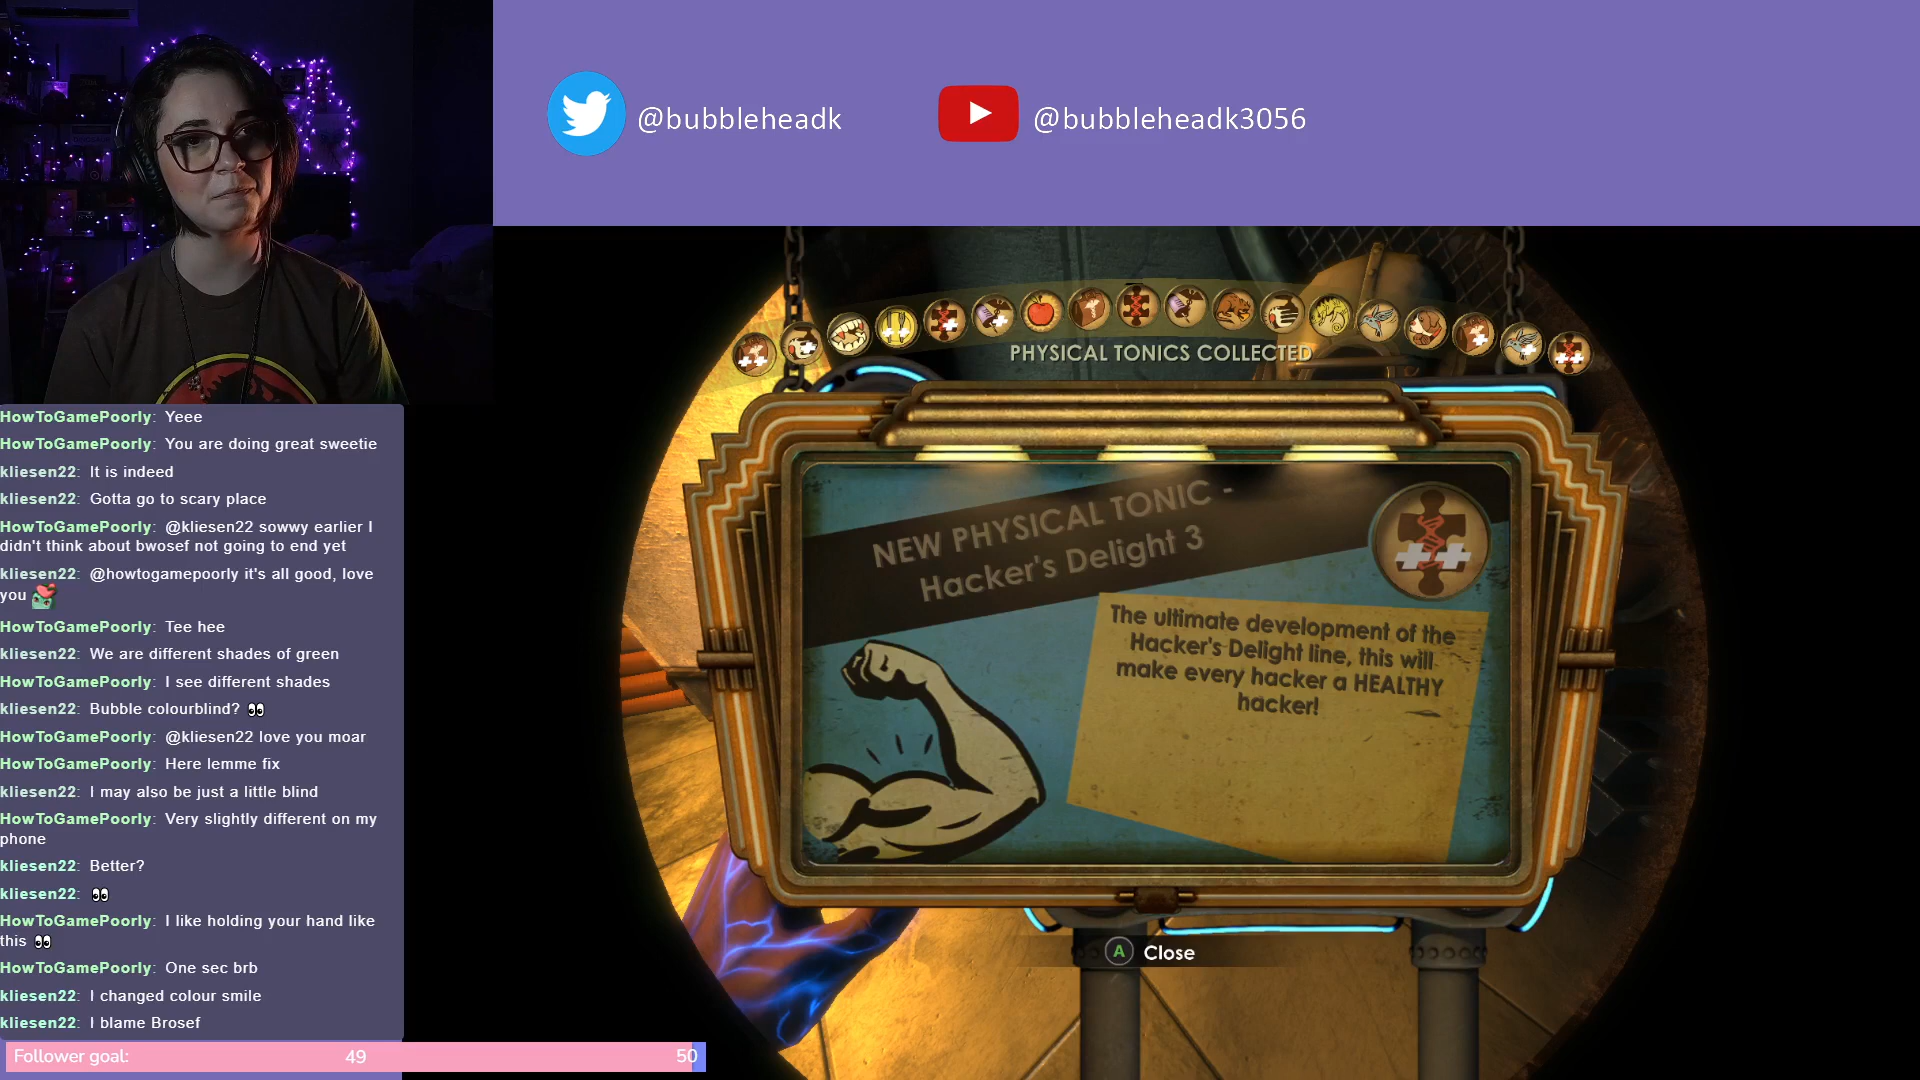 @bubbleheadk
@bubbleheadk3056
PHYSICAL TONICS COLLECTED
NEW PHYSICAL TONIC -
Hacker's Delight 3
The ultimate development of the
Hacker's Delight line, this will
make every hacker a HEALTHY
hacker!
A Close
HowToGamePoorly: Yeee
HowToGamePoorly: You are doing great sweetie
kliesen22: It is indeed
kliesen22: Gotta go to scary place
HowToGamePoorly: @kliesen22 sowwy earlier I
didn't think about bwosef not going to end yet
kliesen22: @howtogamepoorly it's all good, love
you
HowToGamePoorly: Tee hee
kliesen22: We are different shades of green
HowToGamePoorly: I see different shades
kliesen22: Bubble colourblind? 👀
HowToGamePoorly: @kliesen22 love you moar
HowToGamePoorly: Here lemme fix
kliesen22: I may also be just a little blind
HowToGamePoorly: Very slightly different on my
phone
kliesen22: Better?
kliesen22: 👀
HowToGamePoorly: I like holding your hand like
this 👀
HowToGamePoorly: One sec brb
kliesen22: I changed colour smile
kliesen22: I blame Brosef
Follower goal: 49 50